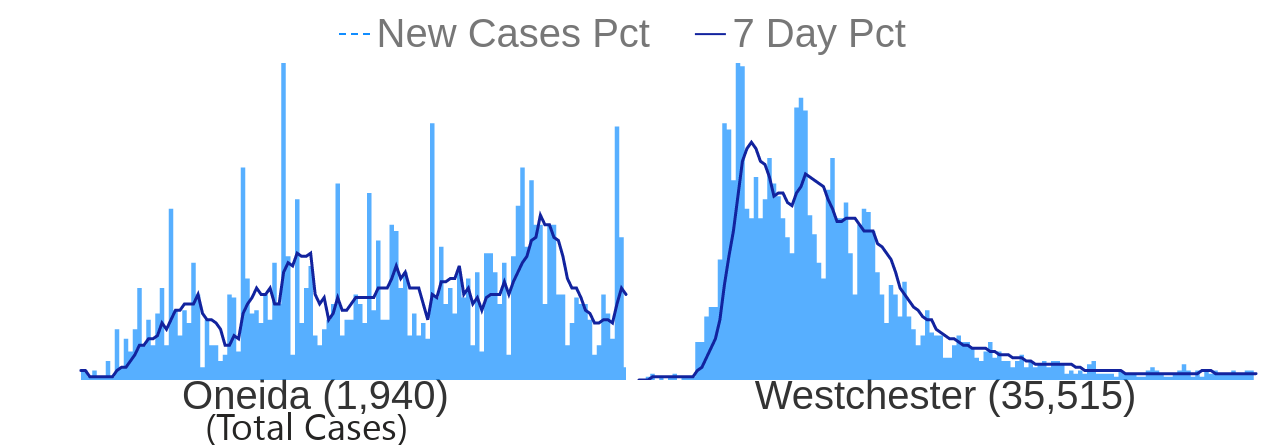 New Cases Pct 7 Day Pct
Oneida (1,940) Westchester (35,515)
(Total Cases)